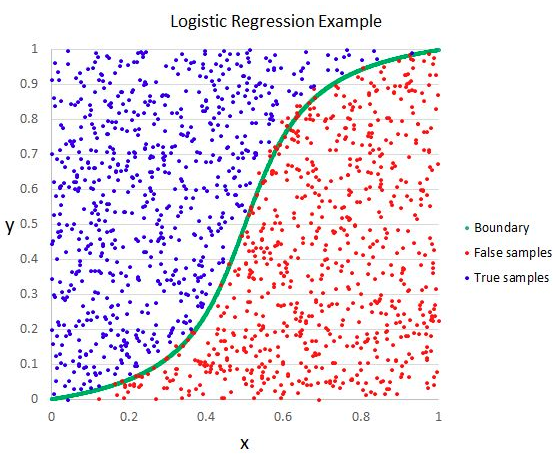 Logistic Regression Example
1
0.9
0.8
0.7
0.6
y 0.5
0.4
0.3
0.2
0.1
0
0 0.2 0.4 0.6 0.8 1
x
Boundary
False samples
True samples